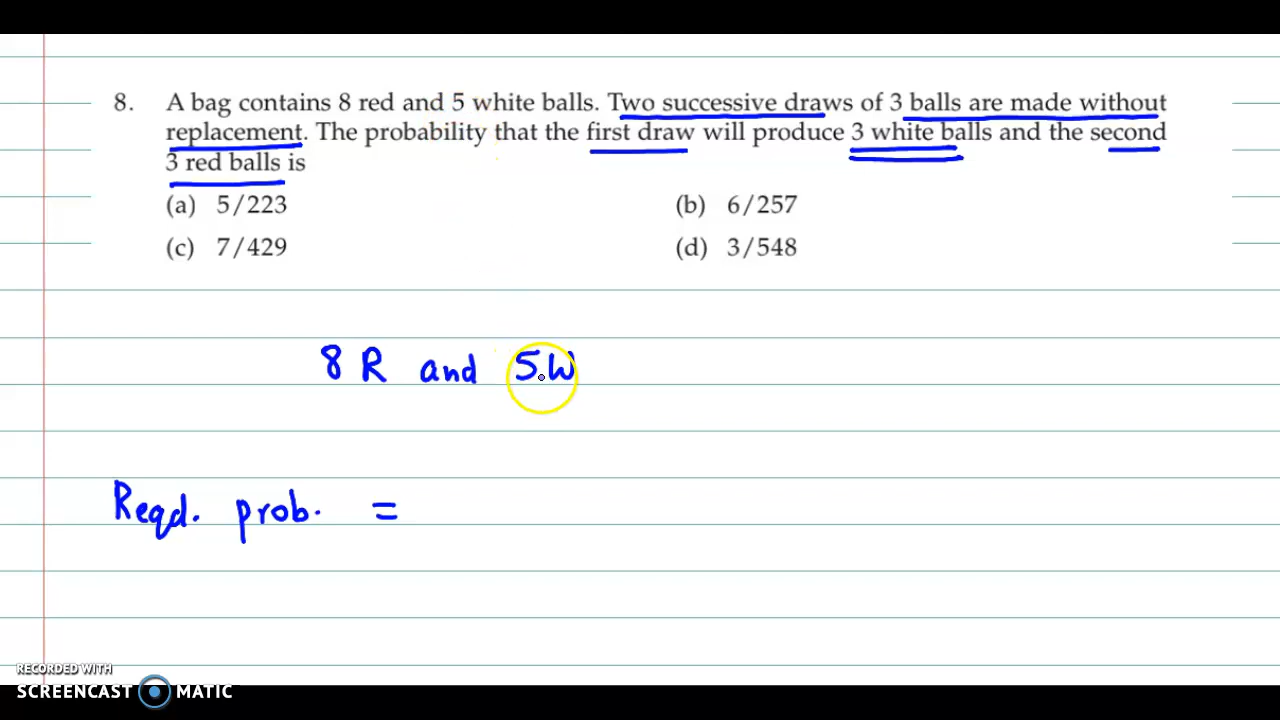 8. A bag contains 8 red and 5 white balls. Two successive draws of 3 balls are made without
replacement. The probability that the first draw will produce 3 white balls and the second
3 red balls is
(a) 5/223 (b) 6/257
(c) 7/429 (d) 3/548
8 R and 5 W
Reqd. prob. =
RECORDED WITH
SCREENCAST MATIC